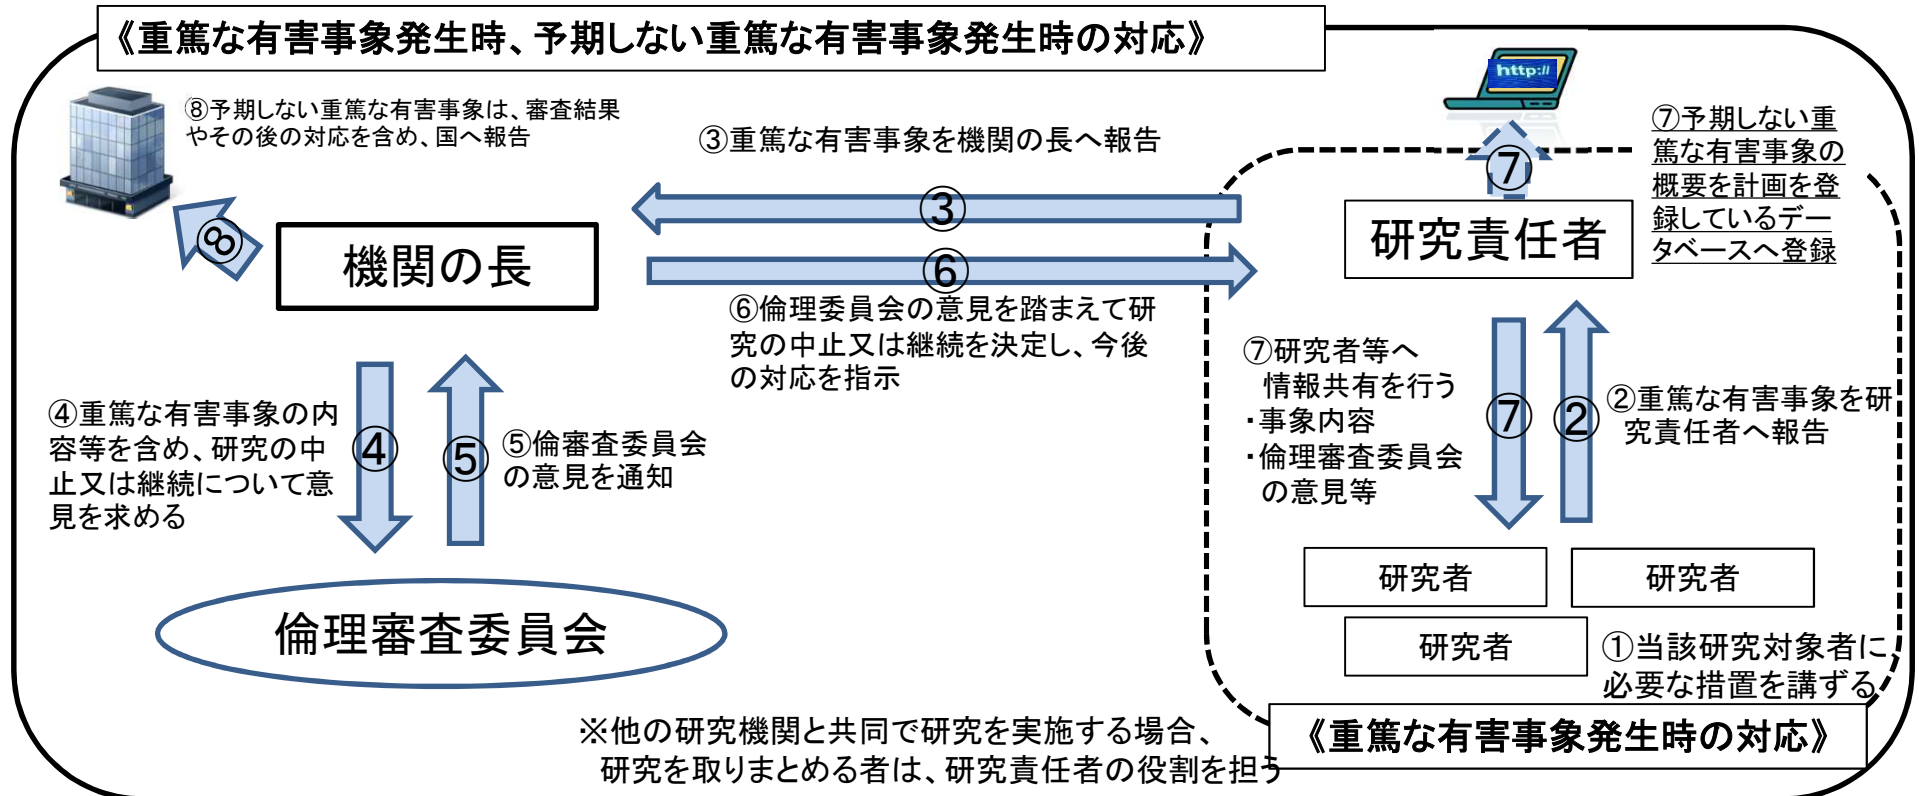 《重篤な有害事象発生時、予期しない重篤な有害事象発生時の対応》
⑧予期しない重篤な有害事象は、審査結果
やその後の対応を含め、国へ報告
③重篤な有害事象を機関の長へ報告
http://
⑦予期しない重
篤な有害事象の
概要を計画を登
録しているデー
タベースへ登録
⑦
③
⑧
機関の長
研究責任者
⑥
⑥倫理委員会の意見を踏まえて研
究の中止又は継続を決定し、今後
の対応を指示
④重篤な有害事象の内
容等を含め、研究の中
止又は継続について意
見を求める
④
⑤
⑤倫審査委員会
の意見を通知
⑦研究者等へ
情報共有を行う
・事象内容
・倫理審査委員会
の意見等
⑦
②
②重篤な有害事象を研
究責任者へ報告
倫理審査委員会
研究者
研究者
研究者
①当該研究対象者に
必要な措置を講ずる
※他の研究機関と共同で研究を実施する場合、
研究を取りまとめる者は、研究責任者の役割を担う
《重篤な有害事象発生時の対応》